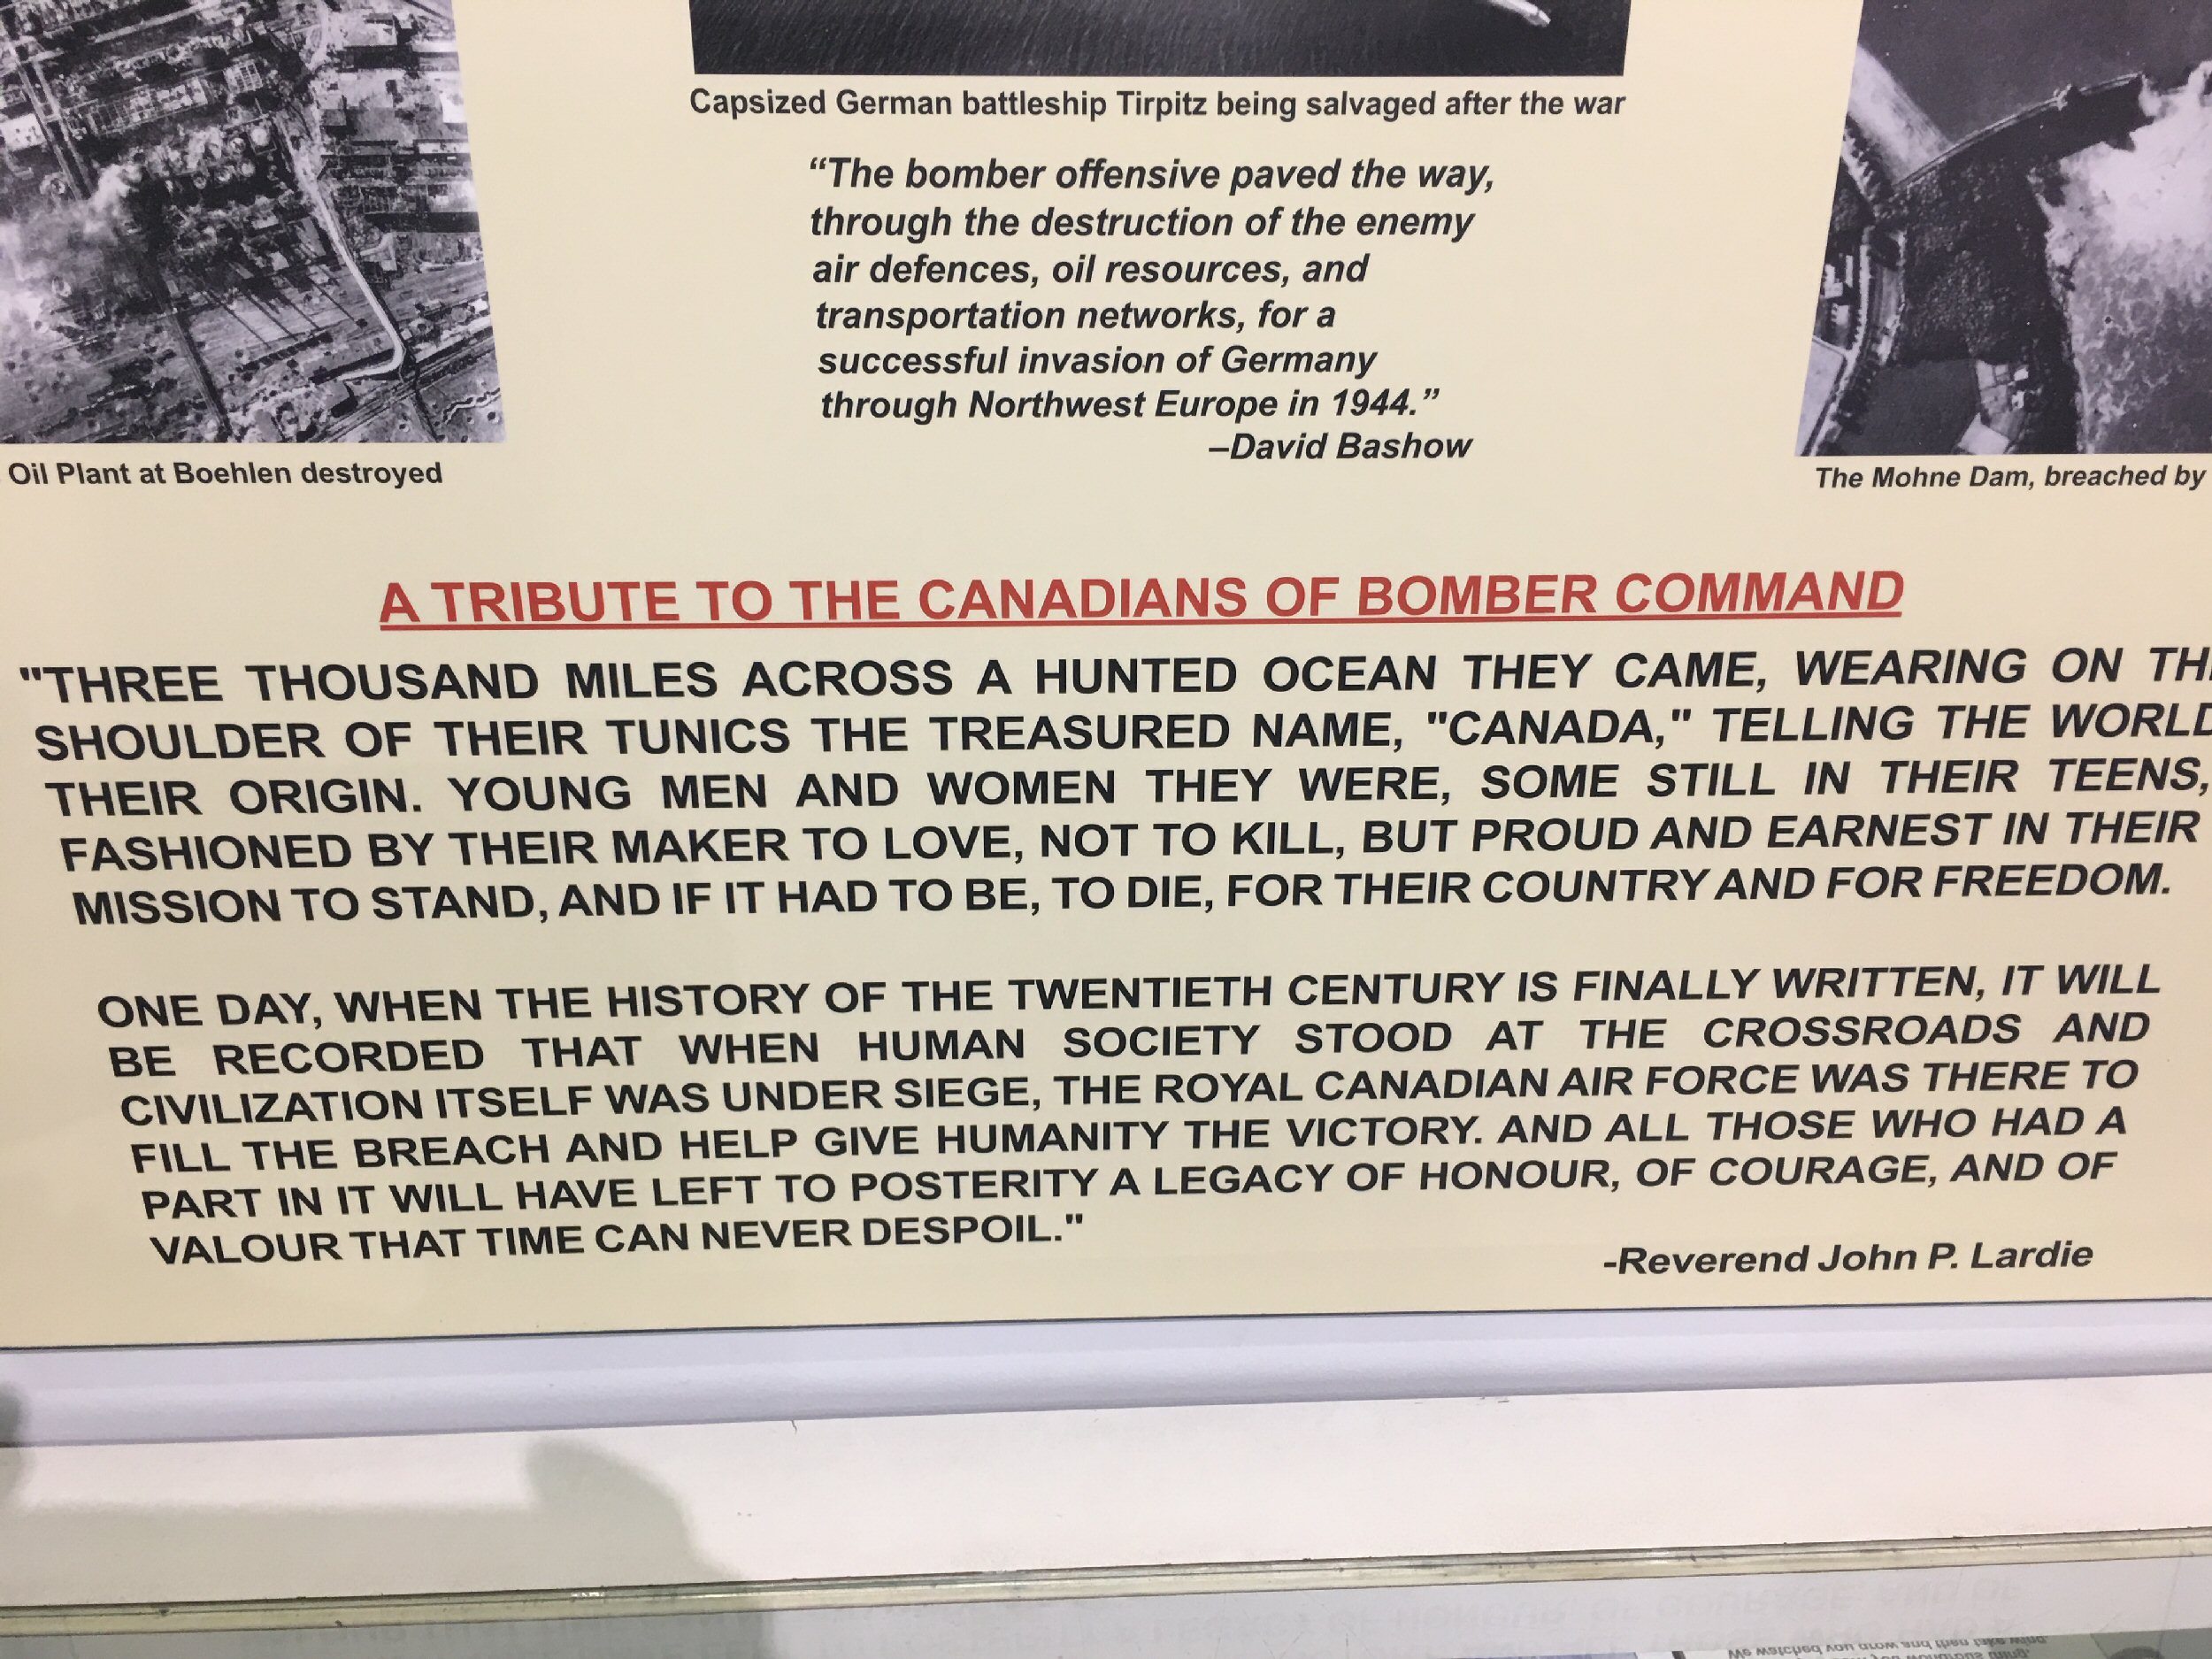 Capsized German battleship Tirpitz being salvaged after the war
“The bomber offensive paved the way,
through the destruction of the enemy
air defences, oil resources, and
transportation networks, for a
successful invasion of Germany
through Northwest Europe in 1944.”
–David Bashow
Oil Plant at Boehlen destroyed
The Mohne Dam, breached by
A TRIBUTE TO THE CANADIANS OF BOMBER COMMAND
"THREE THOUSAND MILES ACROSS A HUNTED OCEAN THEY CAME, WEARING ON
SHOULDER OF THEIR TUNICS THE TREASURED NAME, "CANADA," TELLING THE WORLD
THEIR ORIGIN. YOUNG MEN AND WOMEN THEY WERE, SOME STILL IN THEIR TEENS,
FASHIONED BY THEIR MAKER TO LOVE, NOT TO KILL, BUT PROUD AND EARNEST IN THEIR
MISSION TO STAND, AND IF IT HAD TO BE, TO DIE, FOR THEIR COUNTRY AND FOR FREEDOM.
ONE DAY, WHEN THE HISTORY OF THE TWENTIETH CENTURY IS FINALLY WRITTEN, IT WILL
BE RECORDED THAT WHEN HUMAN SOCIETY STOOD AT THE CROSSROADS AND
CIVILIZATION ITSELF WAS UNDER SIEGE, THE ROYAL CANADIAN AIR FORCE WAS THERE TO
FILL THE BREACH AND HELP GIVE HUMANITY THE VICTORY. AND ALL THOSE WHO HAD A
PART IN IT WILL HAVE LEFT TO POSTERITY A LEGACY OF HONOUR, OF COURAGE, AND OF
VALOUR THAT TIME CAN NEVER DESPOIL."
-Reverend John P. Lardie
We watched you grow and then take wing.